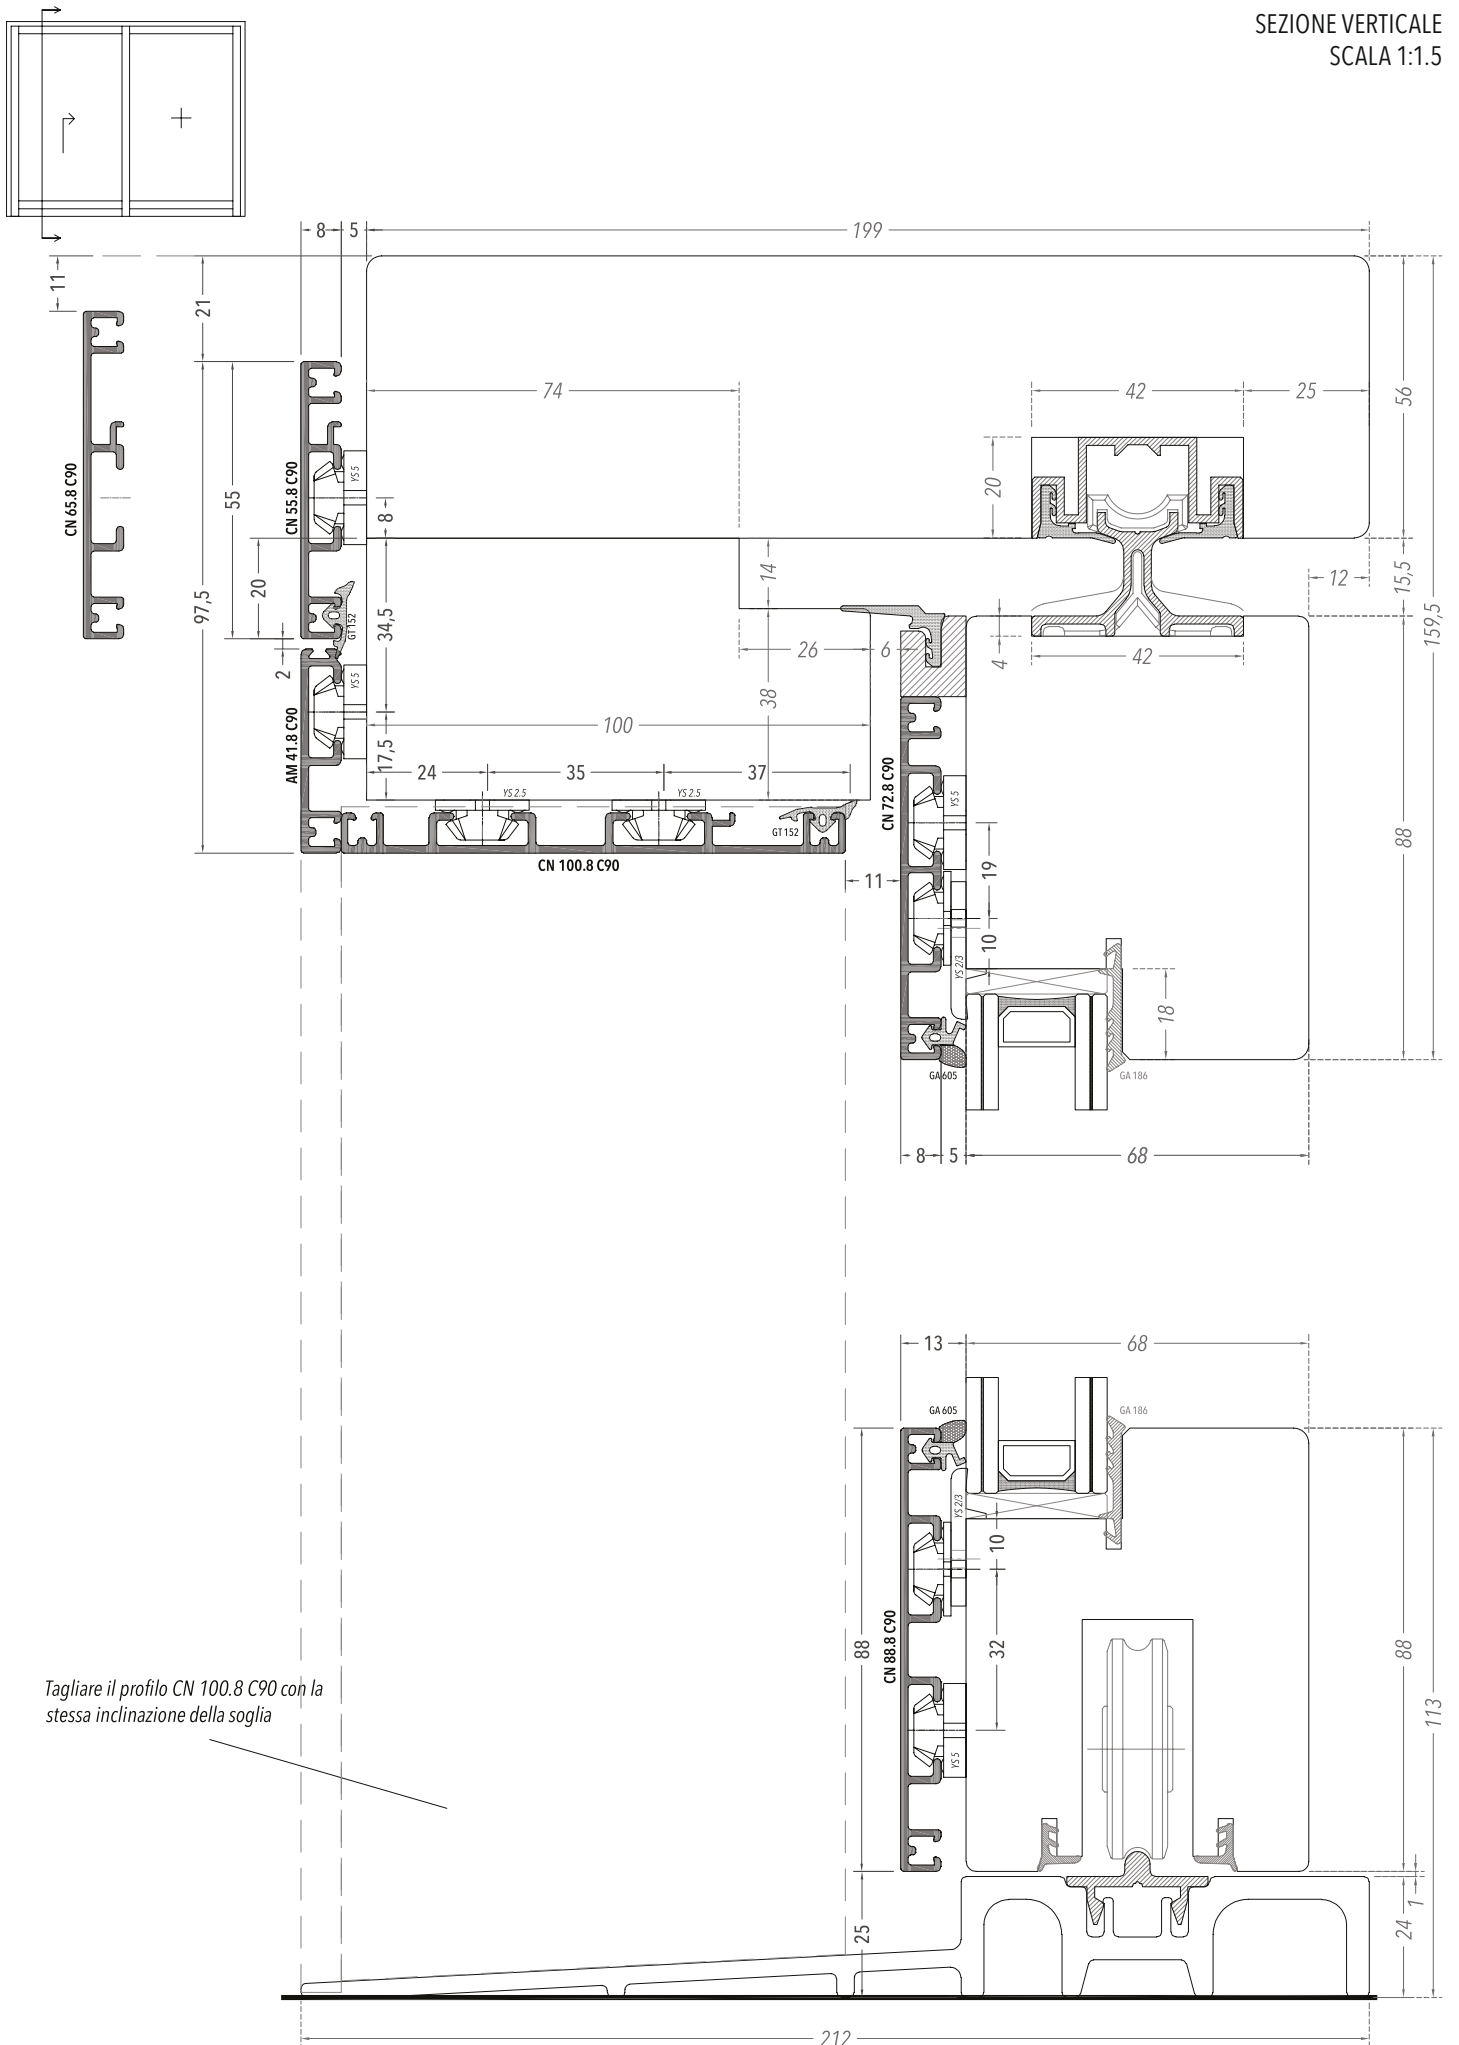 SEZIONE VERTICALE
SCALA 1:1.5
8
5
199
11
21
74
42
25
56
CN 65.8 C90
CN 55.8 C90
YS 5
55
8
20
97,5
20
14
15,5
12
159,5
GT 152
34,5
26
6
4
42
2
YS 5
38
AM 41.8 C90
100
17,5
24
35
37
CN 72.8 C90
YS 5
YS 2.5
YS 2.5
GT 152
88
CN 100.8 C90
11
19
10
YS 2/3
18
GA 605
GA 186
8
5
68
13
68
GA 605
GA 186
YS 2/3
10
88
CN 88.8 C90
32
88
Tagliare il profilo CN 100.8 C90 con la
stessa inclinazione della soglia
113
YS 5
25
1
24
212